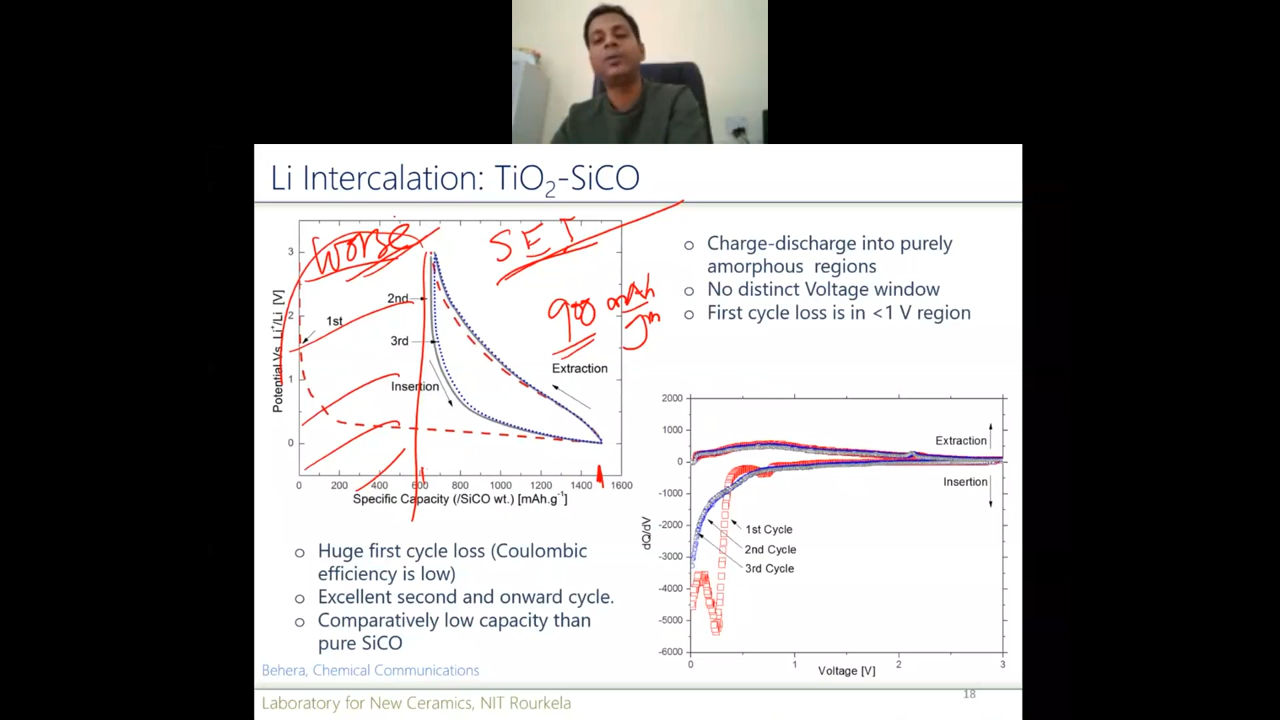 Li Intercalation: TiO2-SiCO
Worse
SEI
900 mAh/gm
3
2
1
0
Potential Vs. Li+/Li [V]
1st
2nd
3rd
Insertion
Extraction
0 200 400 600 800 1000 1200 1400 1600
Specific Capacity (/SiCO wt.) [mAh.g-1]
Charge-discharge into purely
amorphous regions
No distinct Voltage window
First cycle loss is in <1 V region
2000
1000
0
-1000
-2000
-3000
-4000
-5000
-6000
dQ/dV
Extraction
Insertion
1st Cycle
2nd Cycle
3rd Cycle
0 1 2 3
Voltage [V]
Huge first cycle loss (Coulombic
efficiency is low)
Excellent second and onward cycle.
Comparatively low capacity than
pure SiCO
Behera, Chemical Communications
Laboratory for New Ceramics, NIT Rourkela
18